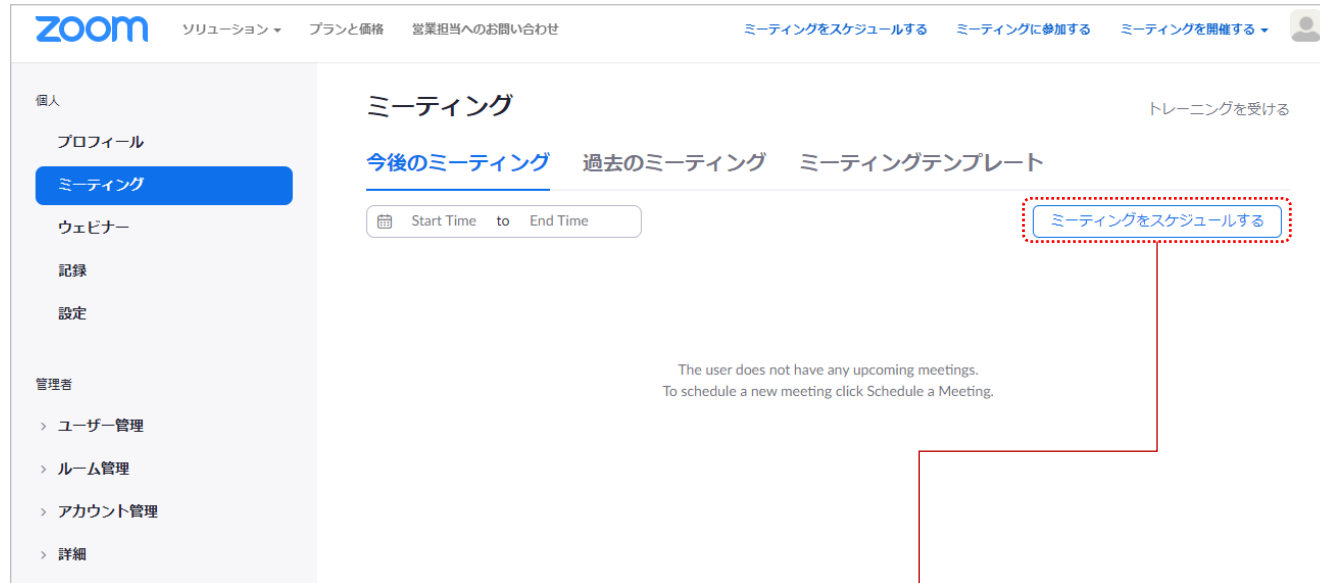 zoom ソリューション プランと価格 営業担当へのお問い合わせ ミーティングをスケジュールする ミーティングに参加する ミーティングを開催する
個人
プロフィール
ミーティング
ウェビナー
記録
設定
管理者
ユーザー管理
ルーム管理
アカウント管理
詳細
ミーティング
トレーニングを受ける
今後のミーティング 過去のミーティング ミーティングテンプレート
Start Time to End Time
ミーティングをスケジュールする
The user does not have any upcoming meetings.
To schedule a new meeting click Schedule a Meeting.